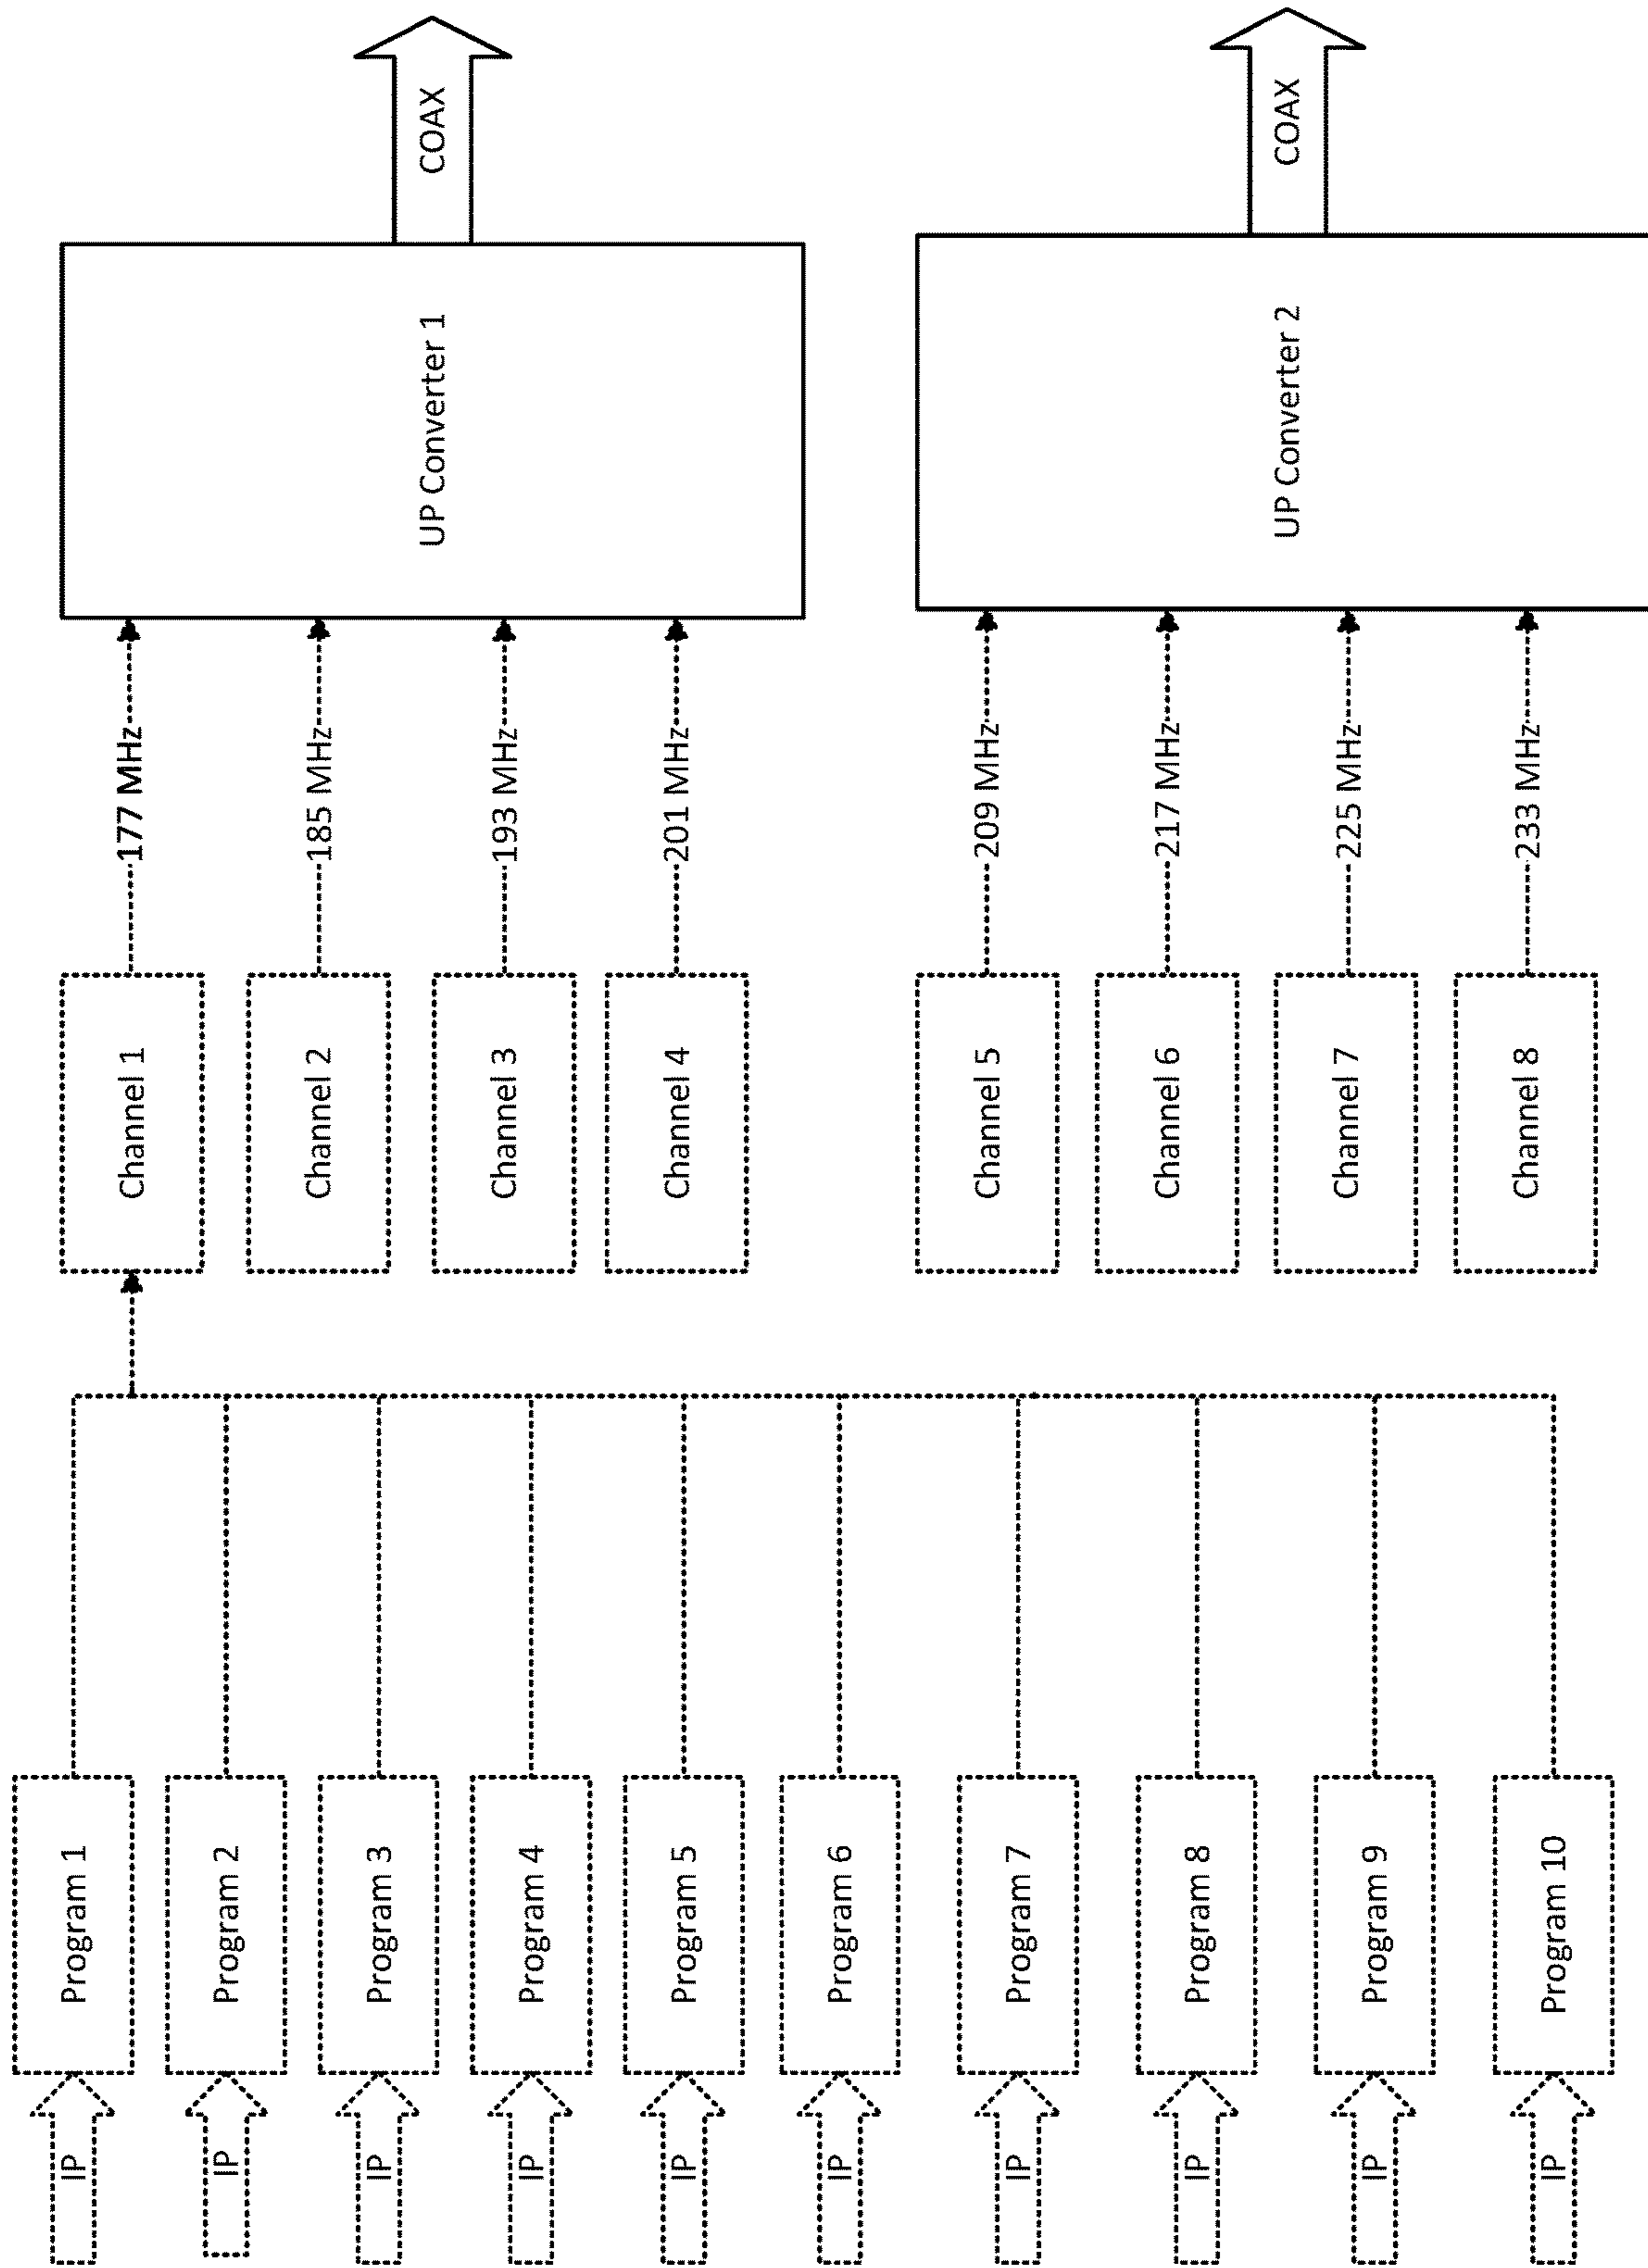 IP
Program 1
IP
Program 2
IP
Program 3
IP
Program 4
IP
Program 5
IP
Program 6
IP
Program 7
IP
Program 8
IP
Program 9
IP
Program 10
Channel 1
177 MHz
Channel 2
185 MHz
Channel 3
193 MHz
Channel 4
201 MHz
UP Converter 1
COAX
Channel 5
209 MHz
Channel 6
217 MHz
Channel 7
225 MHz
Channel 8
233 MHz
UP Converter 2
COAX